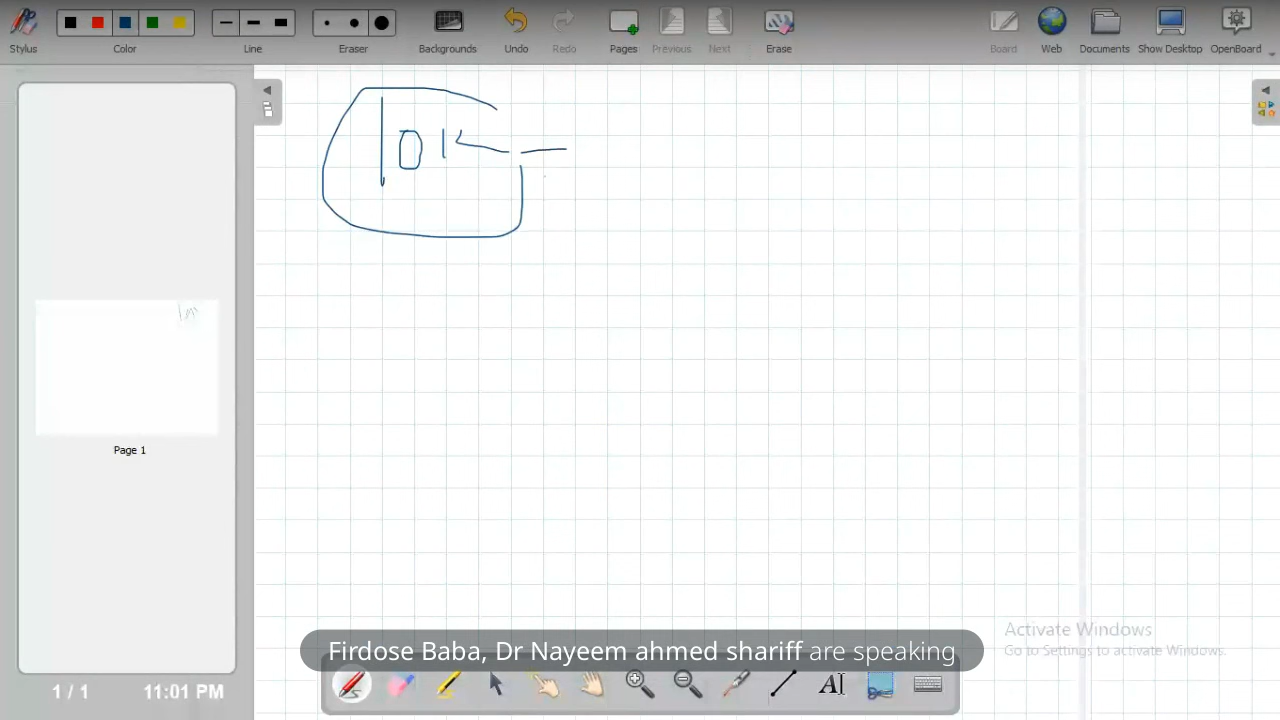 Stylus
Color
Line
Eraser
Backgrounds
Undo
Redo
Pages
Previous
Next
Erase
Board
Web
Documents
Show Desktop
OpenBoard
10K-
Page 1
Firdose Baba, Dr Nayeem ahmed shariff are speaking
Activate Windows
Go to Settings to activate Windows.
1 / 1
11:01 PM